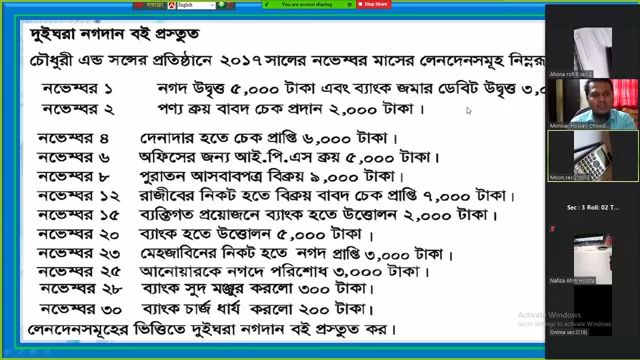 English
You are screen sharing
Stop Share
দুইঘরা নগদান বই প্রস্তুত
চৌধুরী এন্ড সন্সের প্রতিষ্ঠানে ২০১৭ সালের নভেম্বর মাসের লেনদেনসমূহ নিম্নরূ
নভেম্বর ১ নগদ উদ্বৃত্ত ৫,০০০ টাকা এবং ব্যাংক জমার ডেবিট উদ্বৃত্ত ৩,০
নভেম্বর ২ পণ্য ক্রয় বাবদ চেক প্রদান ২,০০০ টাকা ।
নভেম্বর ৪ দেনাদার হতে চেক প্রাপ্তি ৬,০০০ টাকা।
নভেম্বর ৬ অফিসের জন্য আই.পি.এস ক্রয় ৫,০০০ টাকা।
নভেম্বর ৮ পুরাতন আসবাবপত্র বিক্রয় ৯,০০০ টাকা।
নভেম্বর ১২ রাজীবের নিকট হতে বিক্রয় বাবদ চেক প্রাপ্তি ৭,০০০ টাকা।
নভেম্বর ১৫ ব্যক্তিগত প্রয়োজনে ব্যাংক হতে উত্তোলন ২,০০০ টাকা।
নভেম্বর ২০ ব্যাংক হতে উত্তোলন ৫,০০০ টাকা ।
নভেম্বর ২৩ মেহজাবিনের নিকট হতে নগদ প্রাপ্তি ৩,০০০ টাকা।
নভেম্বর ২৫ আনোয়ারকে নগদে পরিশোধ ৩,০০০ টাকা।
নভেম্বর ২৮ ব্যাংক সুদ মঞ্জুর করলো ৩০০ টাকা।
নভেম্বর ৩০ ব্যাংক চার্জ ধার্য করলো ২০০ টাকা।
লেনদেনসমূহের ভিত্তিতে দুইঘরা নগদান বই প্রস্তুত কর।
Monowar Hossain Chowd...
Sec : 3 Roll: 02 T...
Activate Windows
Go to Settings to activate Windows.